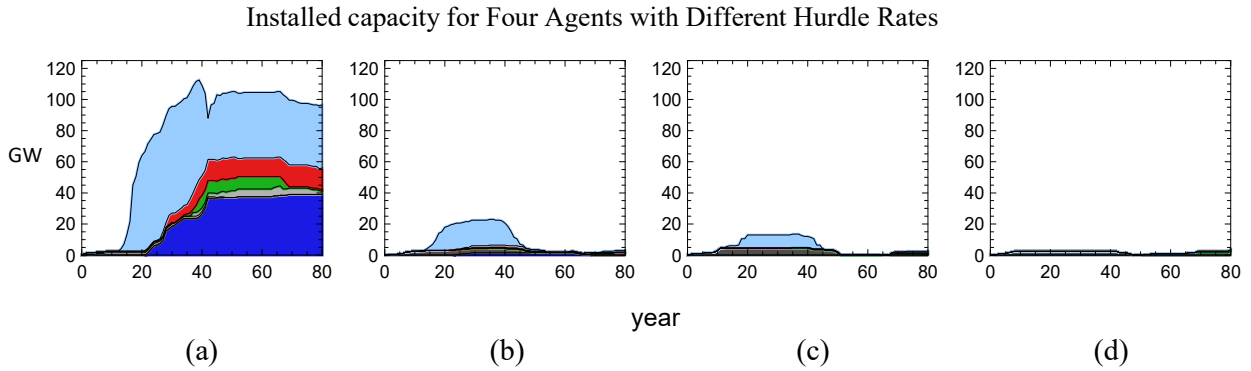 Installed capacity for Four Agents with Different Hurdle Rates
120 120 120 120
100 100 100 100
80 80 80 80
GW 60 60 60 60
40 40 40 40
20 20 20 20
0 0 0 0
0 20 40 60 80 0 20 40 60 80 0 20 40 60 80 0 20 40 60 80
year
(a) (b) (c) (d)